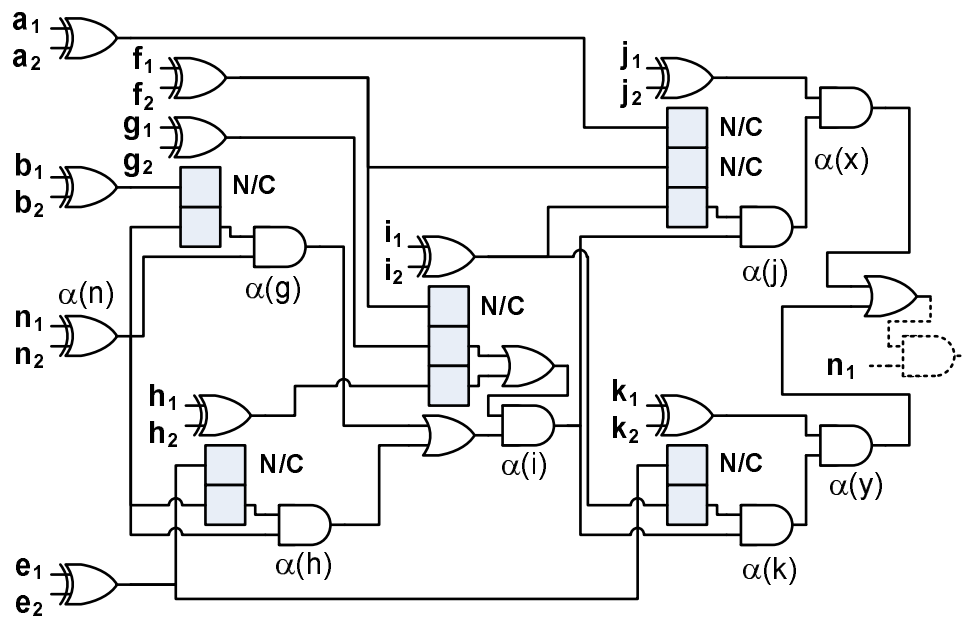 a1
a2
f1
f2
j1
j2
N/C
g1
g2
N/C
α(x)
b1
b2
N/C
i1
i2
α(j)
α(g)
α(n)
n1
n2
N/C
n1
h1
h2
k1
k2
N/C
α(i)
N/C
α(y)
α(h)
α(k)
e1
e2